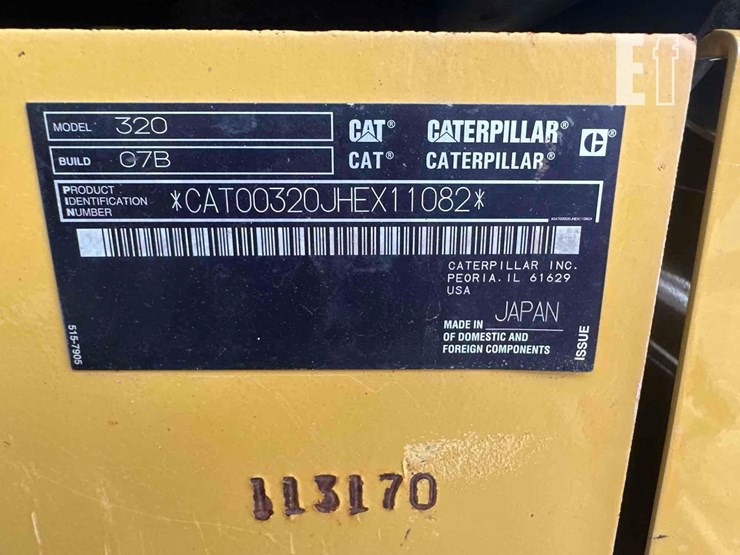 Ef
MODEL 320 CAT® CATERPILLAR® C®
BUILD 07B CAT® CATERPILLAR®
PRODUCT
IDENTIFICATION
NUMBER
*CAT00320JHEX11082*
CATERPILLAR INC.
PEORIA, IL 61629
USA
MADE IN JAPAN
OF DOMESTIC AND
FOREIGN COMPONENTS
ISSUE
515-7905
113170